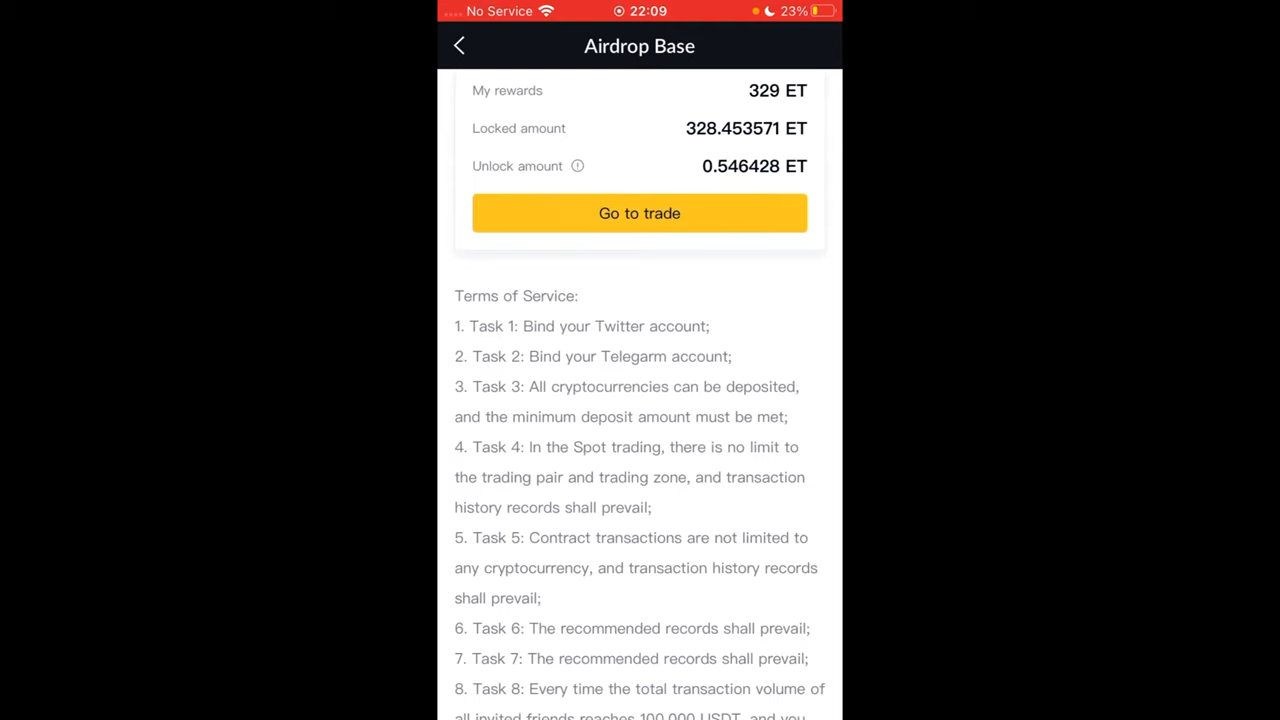 No Service 22:09 23%
Airdrop Base
My rewards 329 ET
Locked amount 328.453571 ET
Unlock amount 0.546428 ET
Go to trade
Terms of Service:
1. Task 1: Bind your Twitter account;
2. Task 2: Bind your Telegarm account;
3. Task 3: All cryptocurrencies can be deposited,
and the minimum deposit amount must be met;
4. Task 4: In the Spot trading, there is no limit to
the trading pair and trading zone, and transaction
history records shall prevail;
5. Task 5: Contract transactions are not limited to
any cryptocurrency, and transaction history records
shall prevail;
6. Task 6: The recommended records shall prevail;
7. Task 7: The recommended records shall prevail;
8. Task 8: Every time the total transaction volume of
all invited friends reaches 100,000 USDT, and you